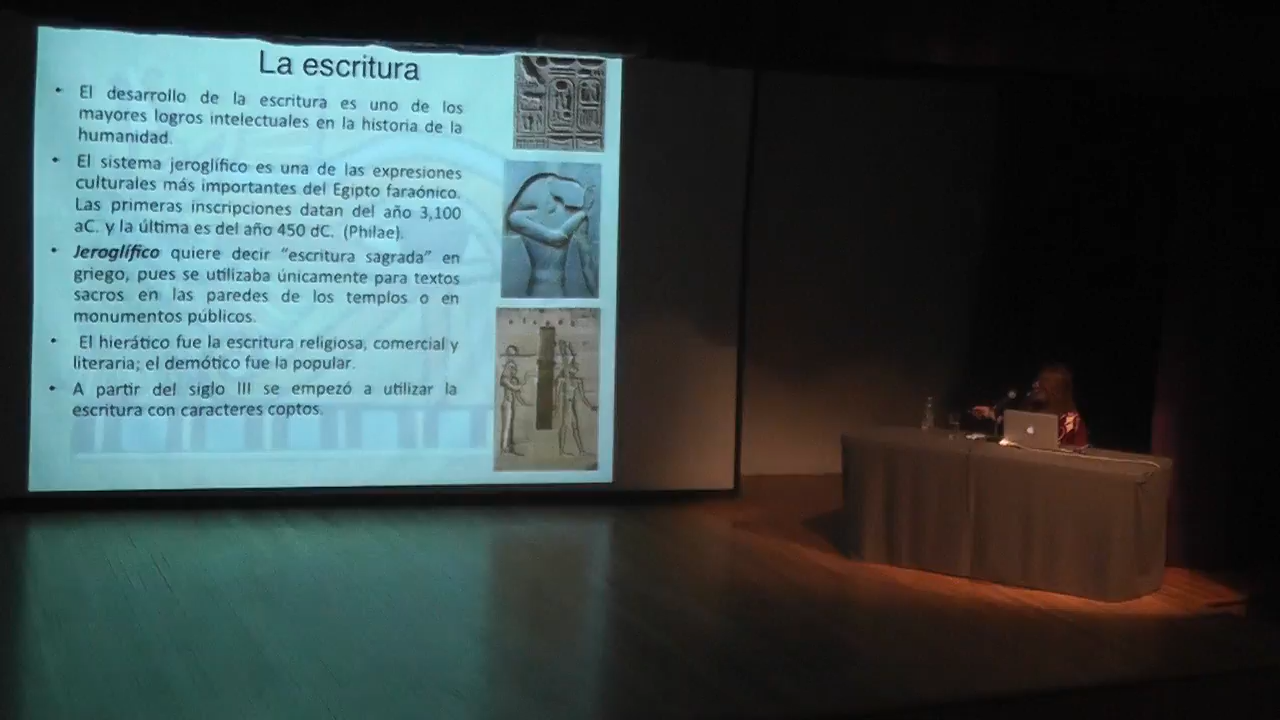 La escritura
• El desarrollo de la escritura es uno de los
mayores logros intelectuales en la historia de la
humanidad.
• El sistema jeroglífico es una de las expresiones
culturales más importantes del Egipto faraónico.
Las primeras inscripciones datan del año 3,100
aC. y la última es del año 450 dC. (Philae).
• Jeroglífico quiere decir “escritura sagrada” en
griego, pues se utilizaba únicamente para textos
sacros en las paredes de los templos o en
monumentos públicos.
• El hierático fue la escritura religiosa, comercial y
literaria; el demótico fue la popular.
• A partir del siglo III se empezó a utilizar la
escritura con caracteres coptos.